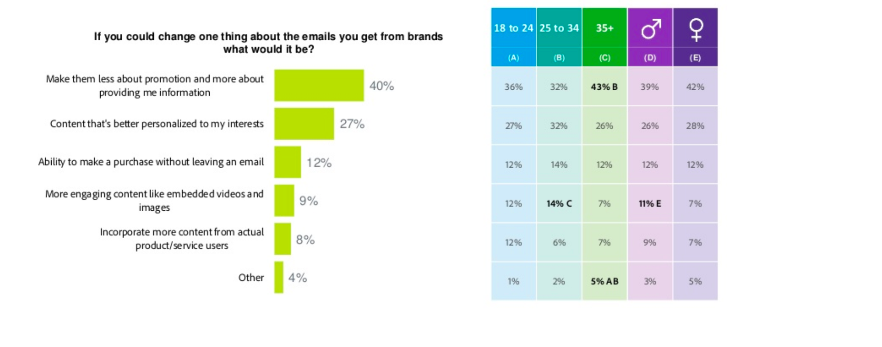 If you could change one thing about the emails you get from brands
what would it be?
18 to 24 25 to 34 35+
(A) (B) (C) (D) (E)
Make them less about promotion and more about
providing me information
40%
36% 32% 43% B 39% 42%
Content that's better personalized to my interests
27%
27% 32% 26% 26% 28%
Ability to make a purchase without leaving an email
12%
12% 14% 12% 12% 12%
More engaging content like embedded videos and
images
9%
12% 14% C 7% 11% E 7%
Incorporate more content from actual
product/service users
8%
12% 6% 7% 9% 7%
Other
4%
1% 2% 5% AB 3% 5%